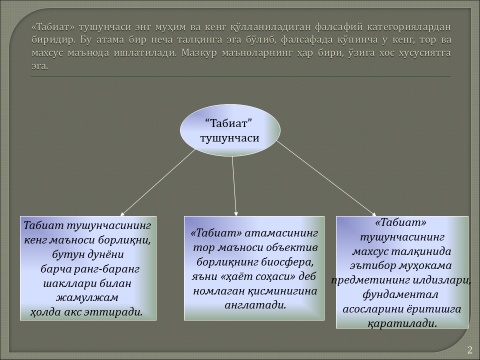 «Табиат» тушунчаси энг муҳим ва кенг қўлланиладиган фалсафий категориялардан
биридир. Бу атама бир неча талқинга эга бўлиб, фалсафада кўпинча у кенг, тор ва
махсус маънода ишлатилади. Мазкур маъноларнинг ҳар бири, ўзига хос хусусиятга
эга.
“Табиат”
тушунчаси
Табиат тушунчасининг
кенг маъноси борлиқни,
бутун дунёни
барча ранг-баранг
шакллари билан
жамулжам
ҳолда акс эттиради.
«Табиат» атамасининг
тор маноси объектив
борлиқнинг биосфера,
яъни «ҳаёт соҳаси» деб
номлаган қисминигина
англатади.
«Табиат»
тушунчасининг
махсус талқинида
эътибор муҳокама
предметининг илдизлари,
фундаментал
асосларини ёритишга
қаратилади.
2